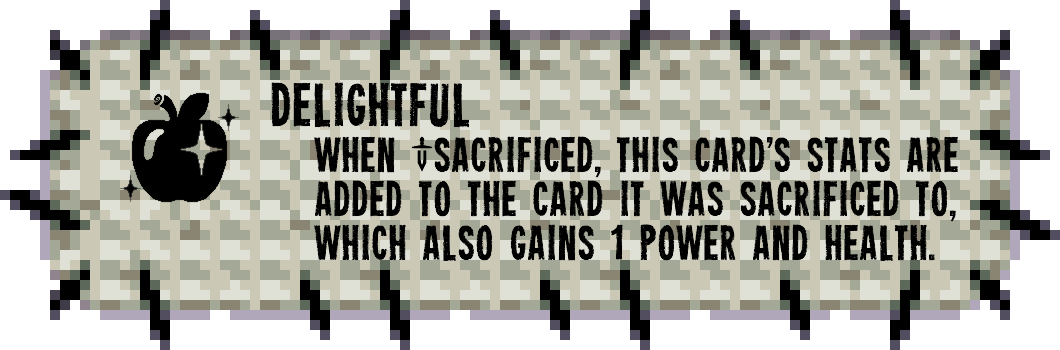 DELIGHTFUL
WHEN SACRIFICED, THIS CARD'S STATS ARE
ADDED TO THE CARD IT WAS SACRIFICED TO,
WHICH ALSO GAINS 1 POWER AND HEALTH.